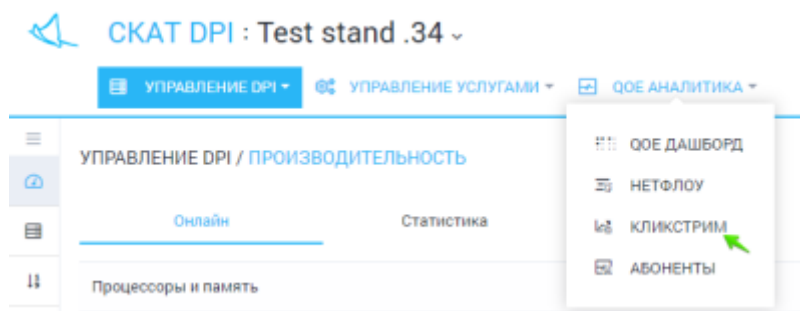 СКАТ DPI : Test stand .34
УПРАВЛЕНИЕ DPI УПРАВЛЕНИЕ УСЛУГАМИ QOE АНАЛИТИКА
QOE ДАШБОРД
НЕТФЛОУ
КЛИКСТРИМ
АБОНЕНТЫ
УПРАВЛЕНИЕ DPI / ПРОИЗВОДИТЕЛЬНОСТЬ
Онлайн Статистика
Процессоры и память